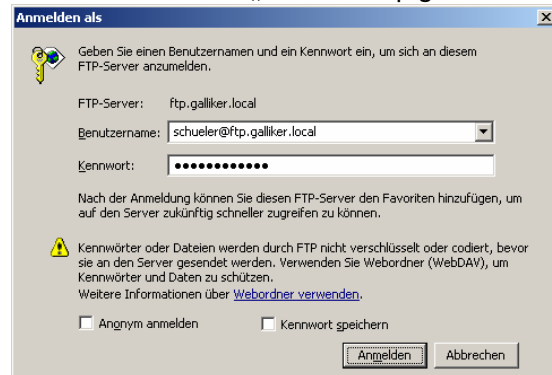 Anmelden als
Geben Sie einen Benutzernamen und ein Kennwort ein, um sich an diesem
FTP-Server anzumelden.
FTP-Server: ftp.galliker.local
Benutzername: schueler@ftp.galliker.local
Kennwort: ●●●●●●●●●●●●
Nach der Anmeldung können Sie diesen FTP-Server den Favoriten hinzufügen, um
auf den Server zukünftig schneller zugreifen zu können.
Kennwörter oder Dateien werden durch FTP nicht verschlüsselt oder codiert, bevor
sie an den Server gesendet werden. Verwenden Sie Webordner (WebDAV), um
Kennwörter und Daten zu schützen.
Weitere Informationen über Webordner verwenden.
Anonym anmelden Kennwort speichern
Anmelden Abbrechen